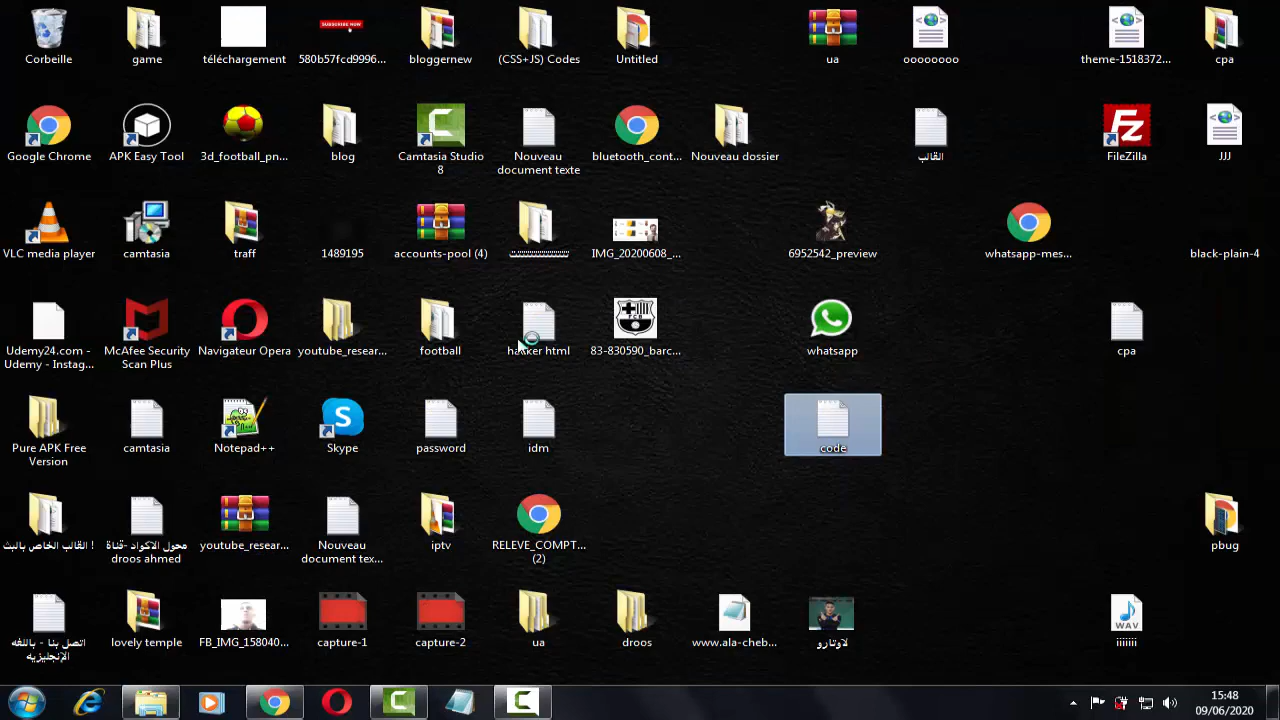 SUBSCRIBE NOW
Corbeille
game
téléchargement
580b57fcd9996...
bloggernew
(CSS+JS) Codes
Untitled
ua
oooooooo
theme-1518372...
cpa
Google Chrome
APK Easy Tool
3d_football_pn...
blog
Camtasia Studio
8
Nouveau
document texte
bluetooth_cont...
Nouveau dossier
القالب
FileZilla
JJJ
VLC media player
camtasia
traff
1489195
accounts-pool (4)
IMG_20200608_...
6952542_preview
whatsapp-mes...
black-plain-4
Udemy24.com -
Udemy - Instag...
McAfee Security
Scan Plus
Navigateur Opera
youtube_resear...
football
hakker html
83-830590_barc...
whatsapp
cpa
Pure APK Free
Version
camtasia
Notepad++
Skype
password
idm
code
القالب الخاص بالبث !
محول الاكواد -قناة
droos ahmed
youtube_resear...
Nouveau
document tex...
iptv
RELEVE_COMPT...
(2)
pbug
اتصل بنا - باللغه
الإنجليزيه
lovely temple
FB_IMG_158040...
capture-1
capture-2
ua
droos
www.ala-cheb...
لاوتارو
WAV
iiiiiii
15:48
09/06/2020